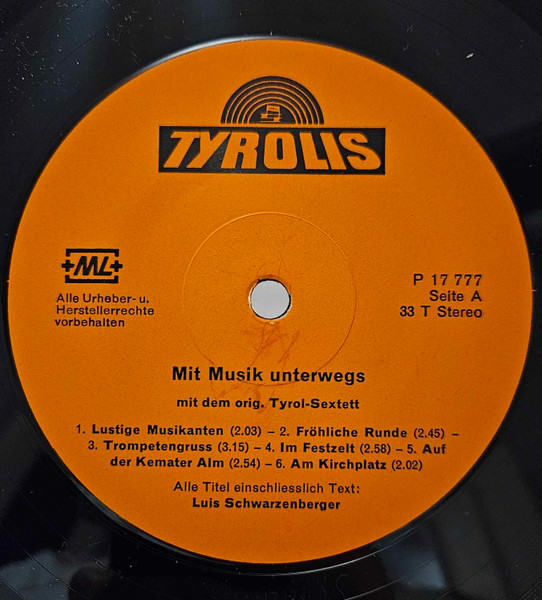 TYROLIS
+ML+
Alle Urheber- u.
Herstellerrechte
vorbehalten
P 17 777
Seite A
33 T Stereo
Mit Musik unterwegs
mit dem orig. Tyrol-Sextett
1. Lustige Musikanten (2.03) – 2. Fröhliche Runde (2.45) –
3. Trompetengruss (3.15) – 4. Im Festzelt (2.58) – 5. Auf
der Kemater Alm (2.54) – 6. Am Kirchplatz (2.02)
Alle Titel einschliesslich Text:
Luis Schwarzenberger